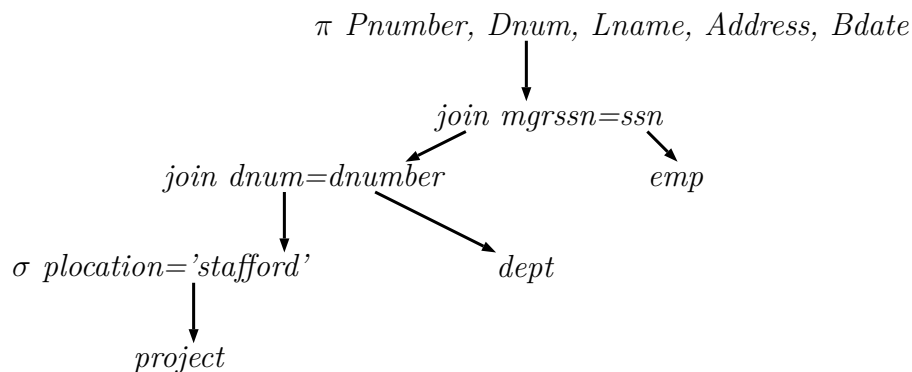 π Pnumber, Dnum, Lname, Address, Bdate
join mgrssn=ssn
join dnum=dnumber
emp
σ plocation='stafford'
dept
project